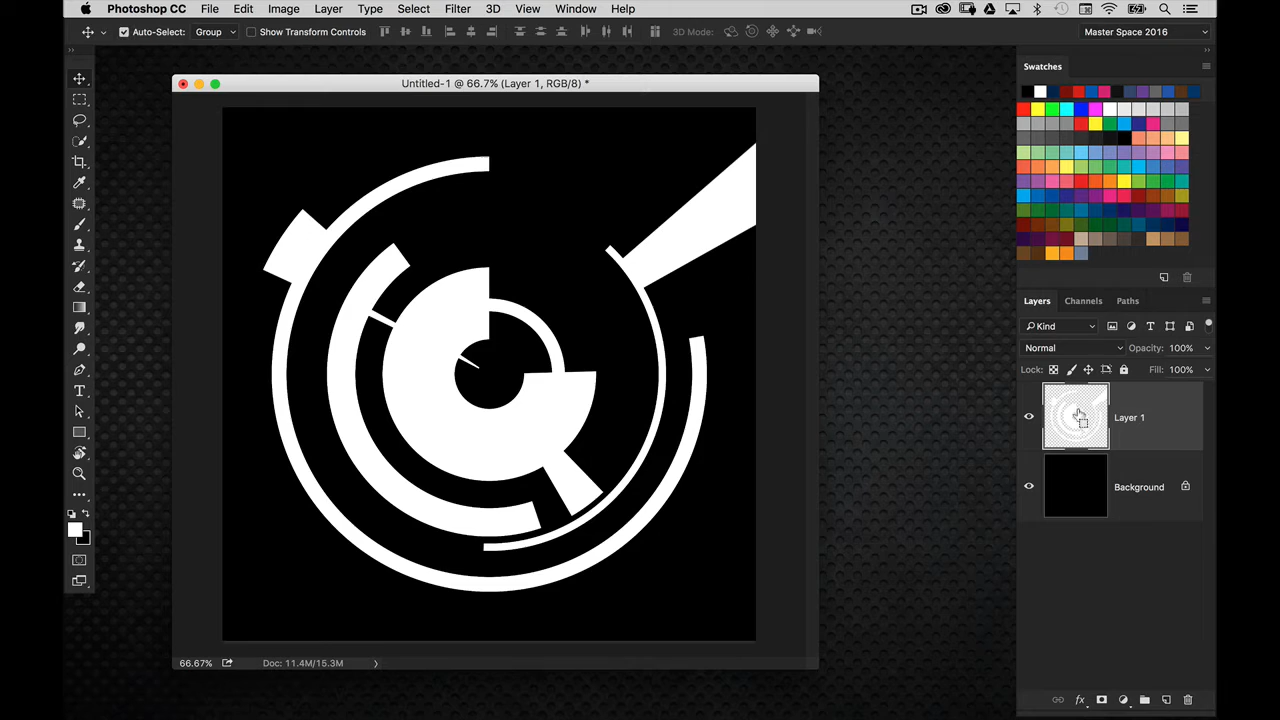 Photoshop CC File Edit Image Layer Type Select Filter 3D View Window Help
Auto-Select: Group Show Transform Controls 3D Mode: Master Space 2016
Swatches
Untitled-1 @ 66.7% (Layer 1, RGB/8) *
Layers Channels Paths
Kind
Normal Opacity: 100%
Lock: Fill: 100%
Layer 1
Background
66.67% Doc: 11.4M/15.3M